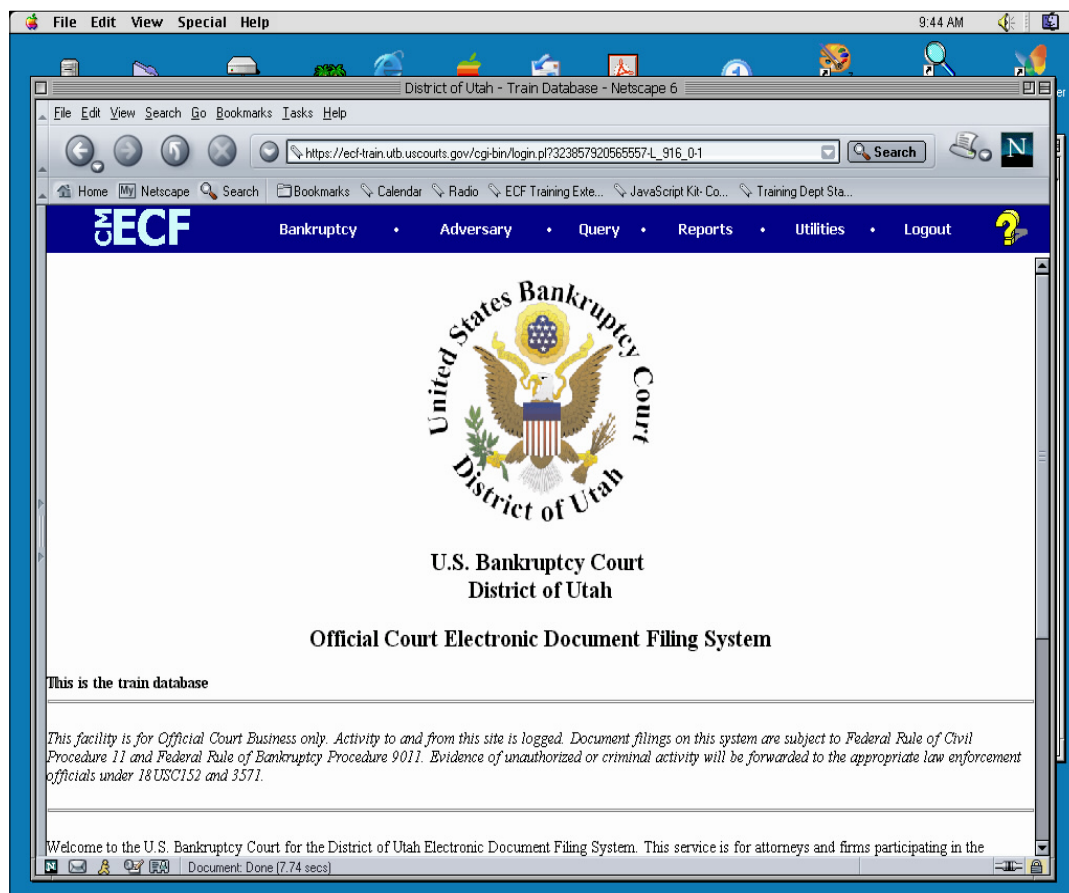 File Edit View Special Help 9:44 AM
District of Utah - Train Database - Netscape 6
File Edit View Search Go Bookmarks Tasks Help
https://ecf-train.utb.uscourts.gov/cgi-bin/login.pl?323857920565557-L_916_0-1 Search N
Home My Netscape Search Bookmarks Calendar Radio ECF Training Exte... JavaScript Kit- Co... Training Dept Sta...
CM ECF Bankruptcy • Adversary • Query • Reports • Utilities • Logout ?
United States Bankruptcy Court
District of Utah
U.S. Bankruptcy Court
District of Utah
Official Court Electronic Document Filing System
This is the train database
This facility is for Official Court Business only. Activity to and from this site is logged. Document filings on this system are subject to Federal Rule of Civil
Procedure 11 and Federal Rule of Bankruptcy Procedure 9011. Evidence of unauthorized or criminal activity will be forwarded to the appropriate law enforcement
officials under 18 USC152 and 3571.
Welcome to the U.S. Bankruptcy Court for the District of Utah Electronic Document Filing System. This service is for attorneys and firms participating in the
N Document: Done (7.74 secs)